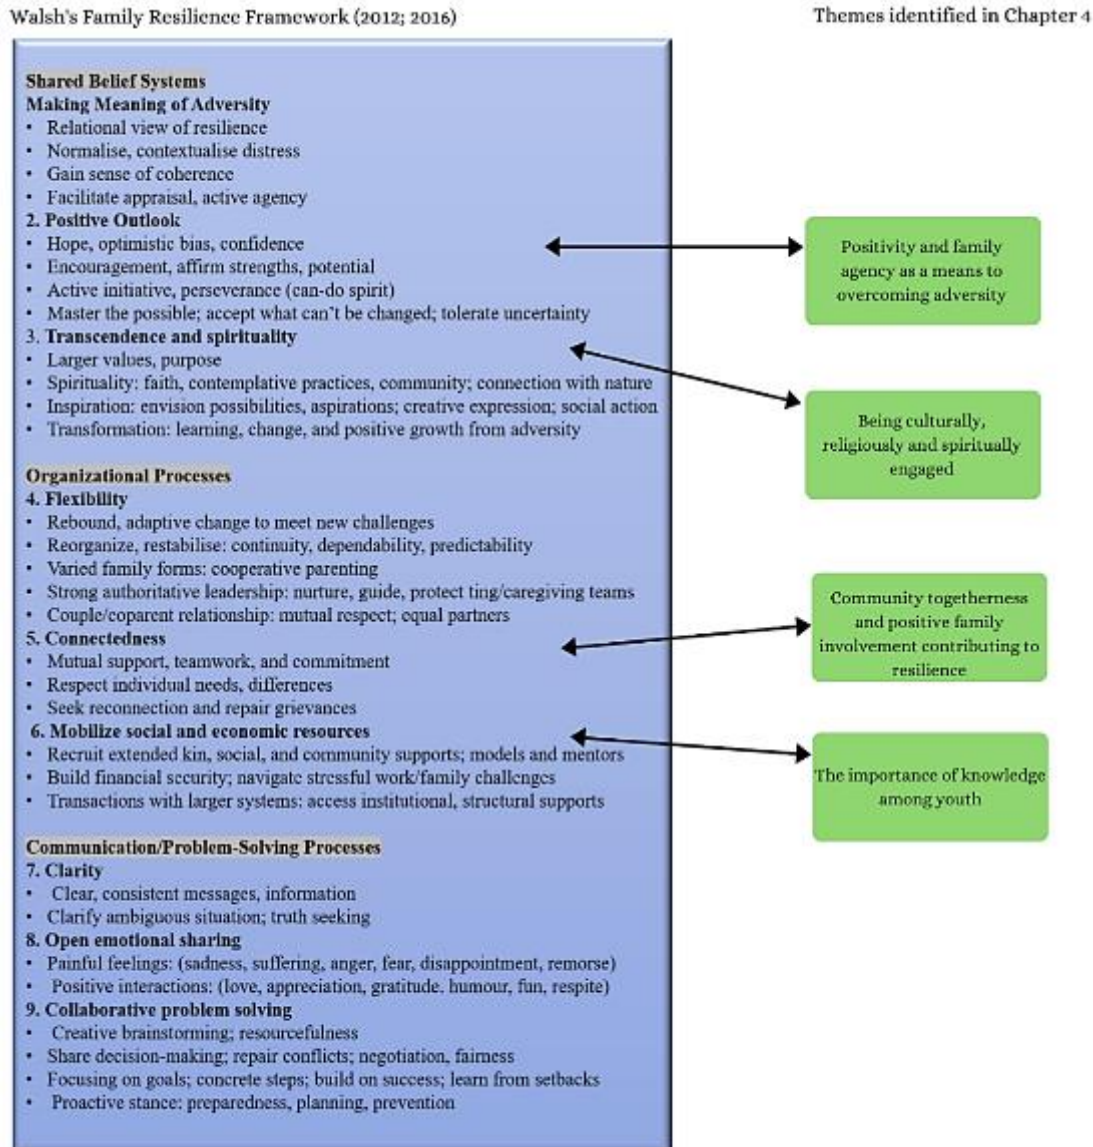 Walsh's Family Resilience Framework (2012; 2016)
Themes identified in Chapter 4
Shared Belief Systems
Making Meaning of Adversity
• Relational view of resilience
• Normalise, contextualise distress
• Gain sense of coherence
• Facilitate appraisal, active agency
2. Positive Outlook
• Hope, optimistic bias, confidence
• Encouragement, affirm strengths, potential
• Active initiative, perseverance (can-do spirit)
• Master the possible; accept what can't be changed; tolerate uncertainty
3. Transcendence and spirituality
• Larger values, purpose
• Spirituality: faith, contemplative practices, community; connection with nature
• Inspiration: envision possibilities, aspirations; creative expression; social action
• Transformation: learning, change, and positive growth from adversity
Organizational Processes
4. Flexibility
• Rebound, adaptive change to meet new challenges
• Reorganize, restabilise: continuity, dependability, predictability
• Varied family forms: cooperative parenting
• Strong authoritative leadership: nurture, guide, protect ting/caregiving teams
• Couple/coparent relationship: mutual respect; equal partners
5. Connectedness
• Mutual support, teamwork, and commitment
• Respect individual needs, differences
• Seek reconnection and repair grievances
6. Mobilize social and economic resources
• Recruit extended kin, social, and community supports; models and mentors
• Build financial security; navigate stressful work/family challenges
• Transactions with larger systems: access institutional, structural supports
Communication/Problem-Solving Processes
7. Clarity
• Clear, consistent messages, information
• Clarify ambiguous situation; truth seeking
8. Open emotional sharing
• Painful feelings: (sadness, suffering, anger, fear, disappointment, remorse)
• Positive interactions: (love, appreciation, gratitude, humour, fun, respite)
9. Collaborative problem solving
• Creative brainstorming; resourcefulness
• Share decision-making; repair conflicts; negotiation, fairness
• Focusing on goals; concrete steps; build on success; learn from setbacks
• Proactive stance: preparedness, planning, prevention
Positivity and family
agency as a means to
overcoming adversity
Being culturally,
religiously and spiritually
engaged
Community togetherness
and positive family
involvement contributing to
resilience
The importance of knowledge
among youth